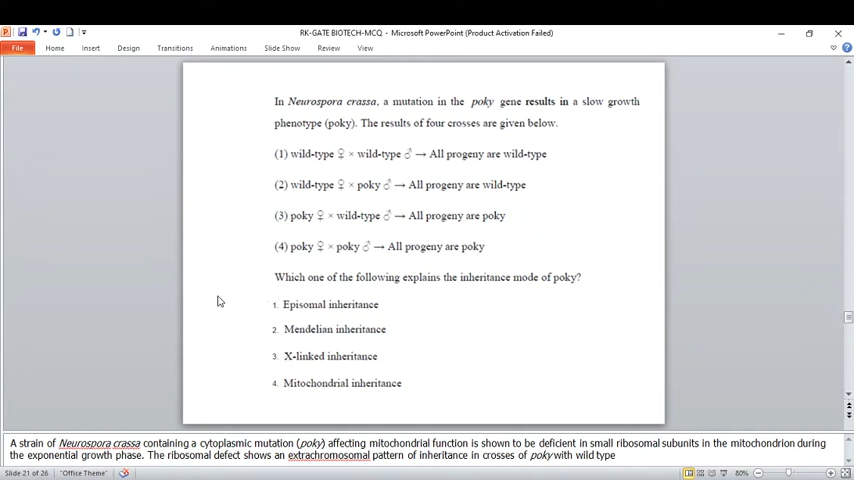 RK-GATE BIOTECH-MCQ - Microsoft PowerPoint (Product Activation Failed)
File Home Insert Design Transitions Animations Slide Show Review View
In Neurospora crassa, a mutation in the poky gene results in a slow growth
phenotype (poky). The results of four crosses are given below.
(1) wild-type ♀ × wild-type ♂ → All progeny are wild-type
(2) wild-type ♀ × poky ♂ → All progeny are wild-type
(3) poky ♀ × wild-type ♂ → All progeny are poky
(4) poky ♀ × poky ♂ → All progeny are poky
Which one of the following explains the inheritance mode of poky?
1. Episomal inheritance
2. Mendelian inheritance
3. X-linked inheritance
4. Mitochondrial inheritance
A strain of Neurospora crassa containing a cytoplasmic mutation (poky) affecting mitochondrial function is shown to be deficient in small ribosomal subunits in the mitochondrion during
the exponential growth phase. The ribosomal defect shows an extrachromosomal pattern of inheritance in crosses of poky with wild type
Slide 21 of 26 "Office Theme" 80%